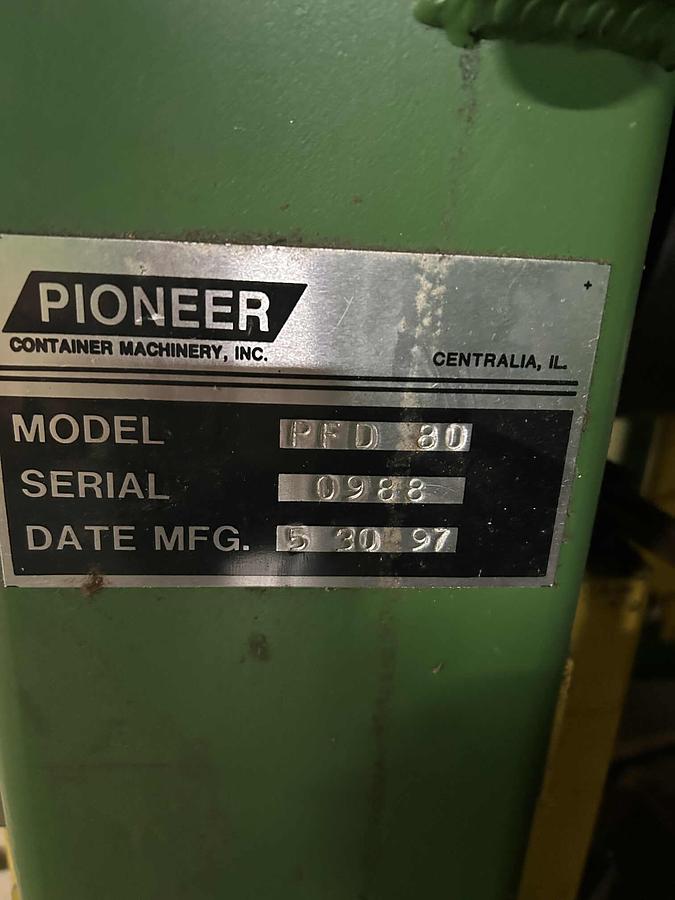 PIONEER
CONTAINER MACHINERY, INC.
CENTRALIA, IL.
MODEL PFD 80
SERIAL 0988
DATE MFG. 5 30 97